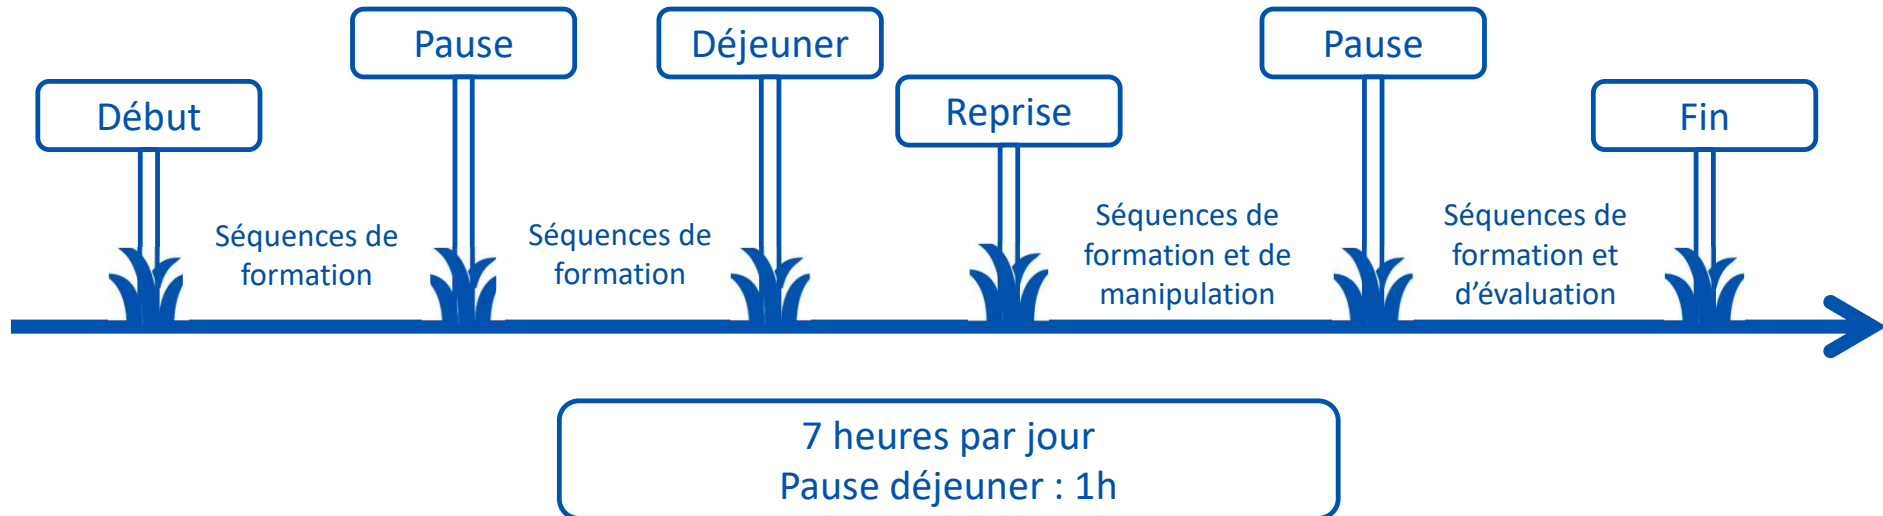 Début
Pause
Déjeuner
Reprise
Pause
Fin
Séquences de
formation
Séquences de
formation
Séquences de
formation et de
manipulation
Séquences de
formation et
d’évaluation
7 heures par jour
Pause déjeuner : 1h